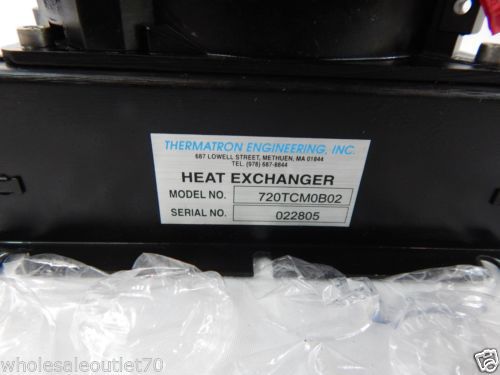 THERMATRON ENGINEERING, INC.
687 LOWELL STREET, METHUEN, MA 01844
TEL. (978) 687-8844
HEAT EXCHANGER
MODEL NO. 720TCM0B02
SERIAL NO. 022805
wholesaleoutlet70
ebay